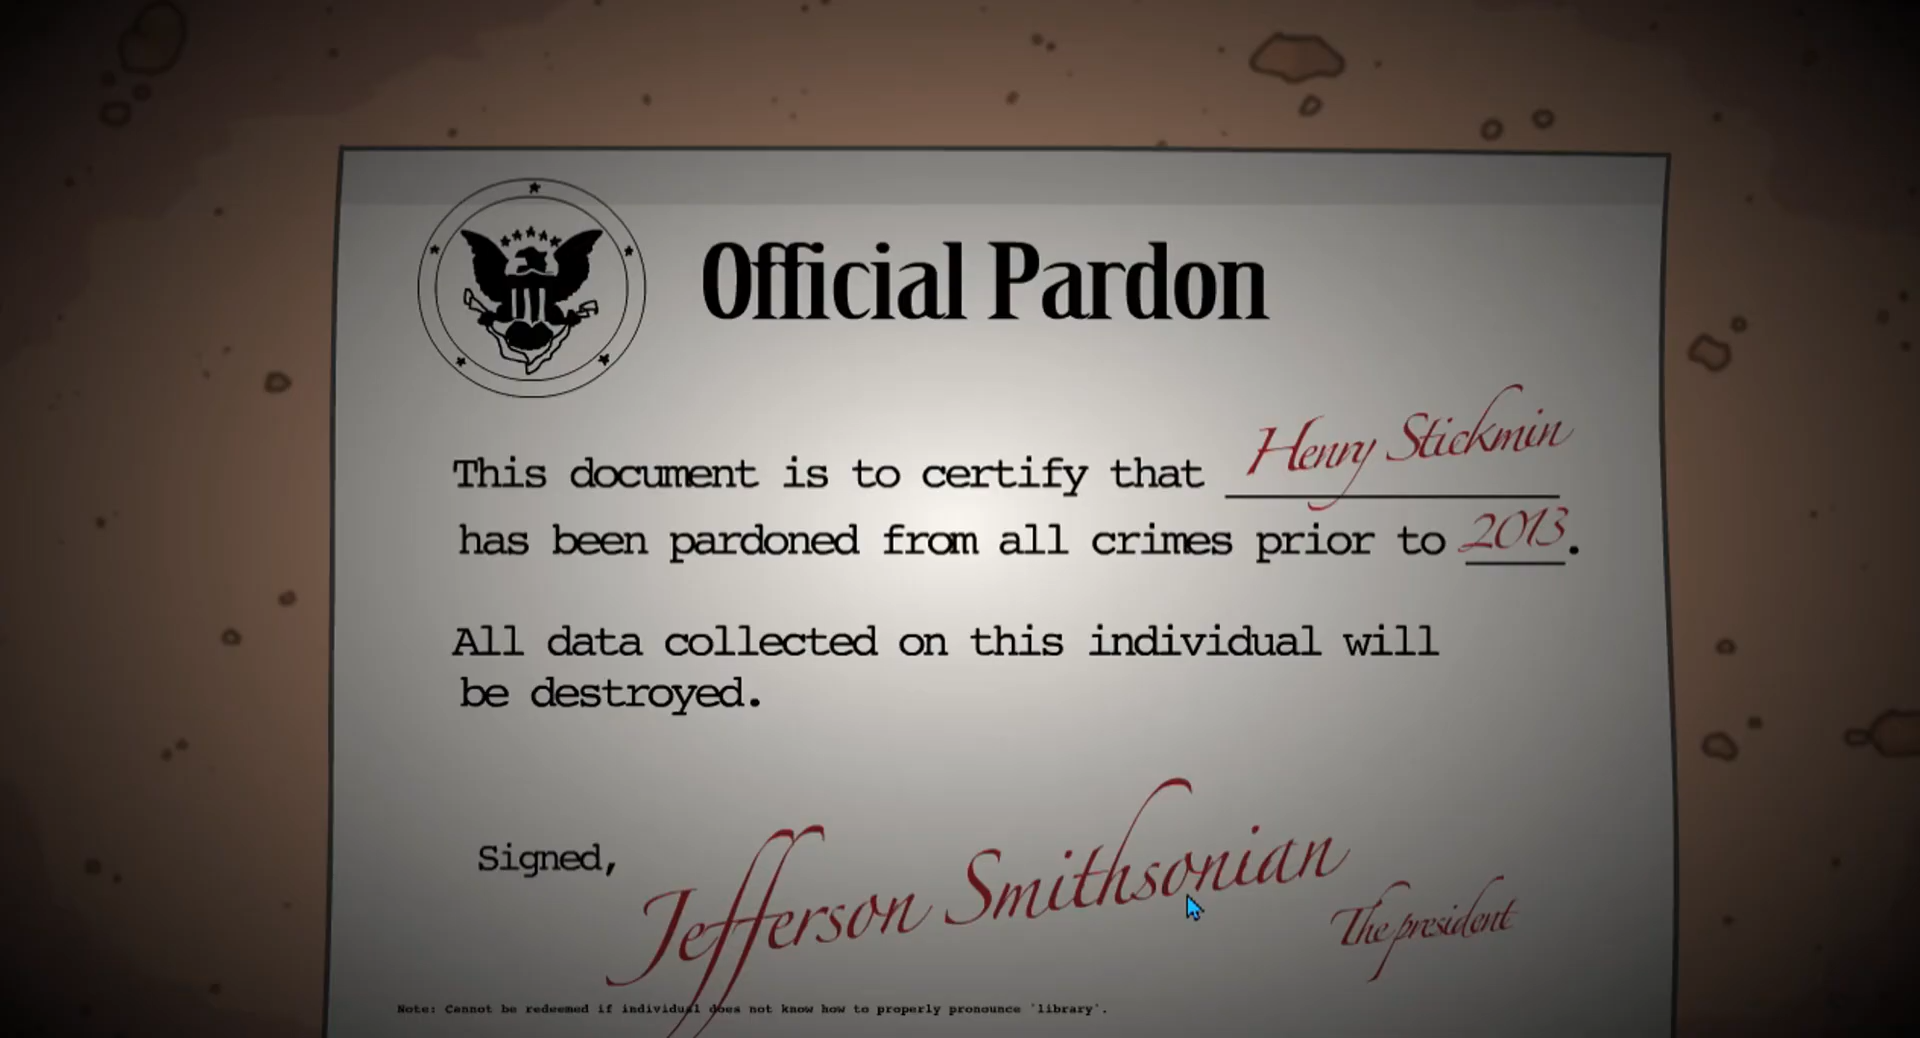 Official Pardon
This document is to certify that Henry Stickmin
has been pardoned from all crimes prior to 2013.
All data collected on this individual will
be destroyed.
Signed, Jefferson Smithsonian
The president
Note: Cannot be redeemed if individual does not know how to properly pronounce 'library'.